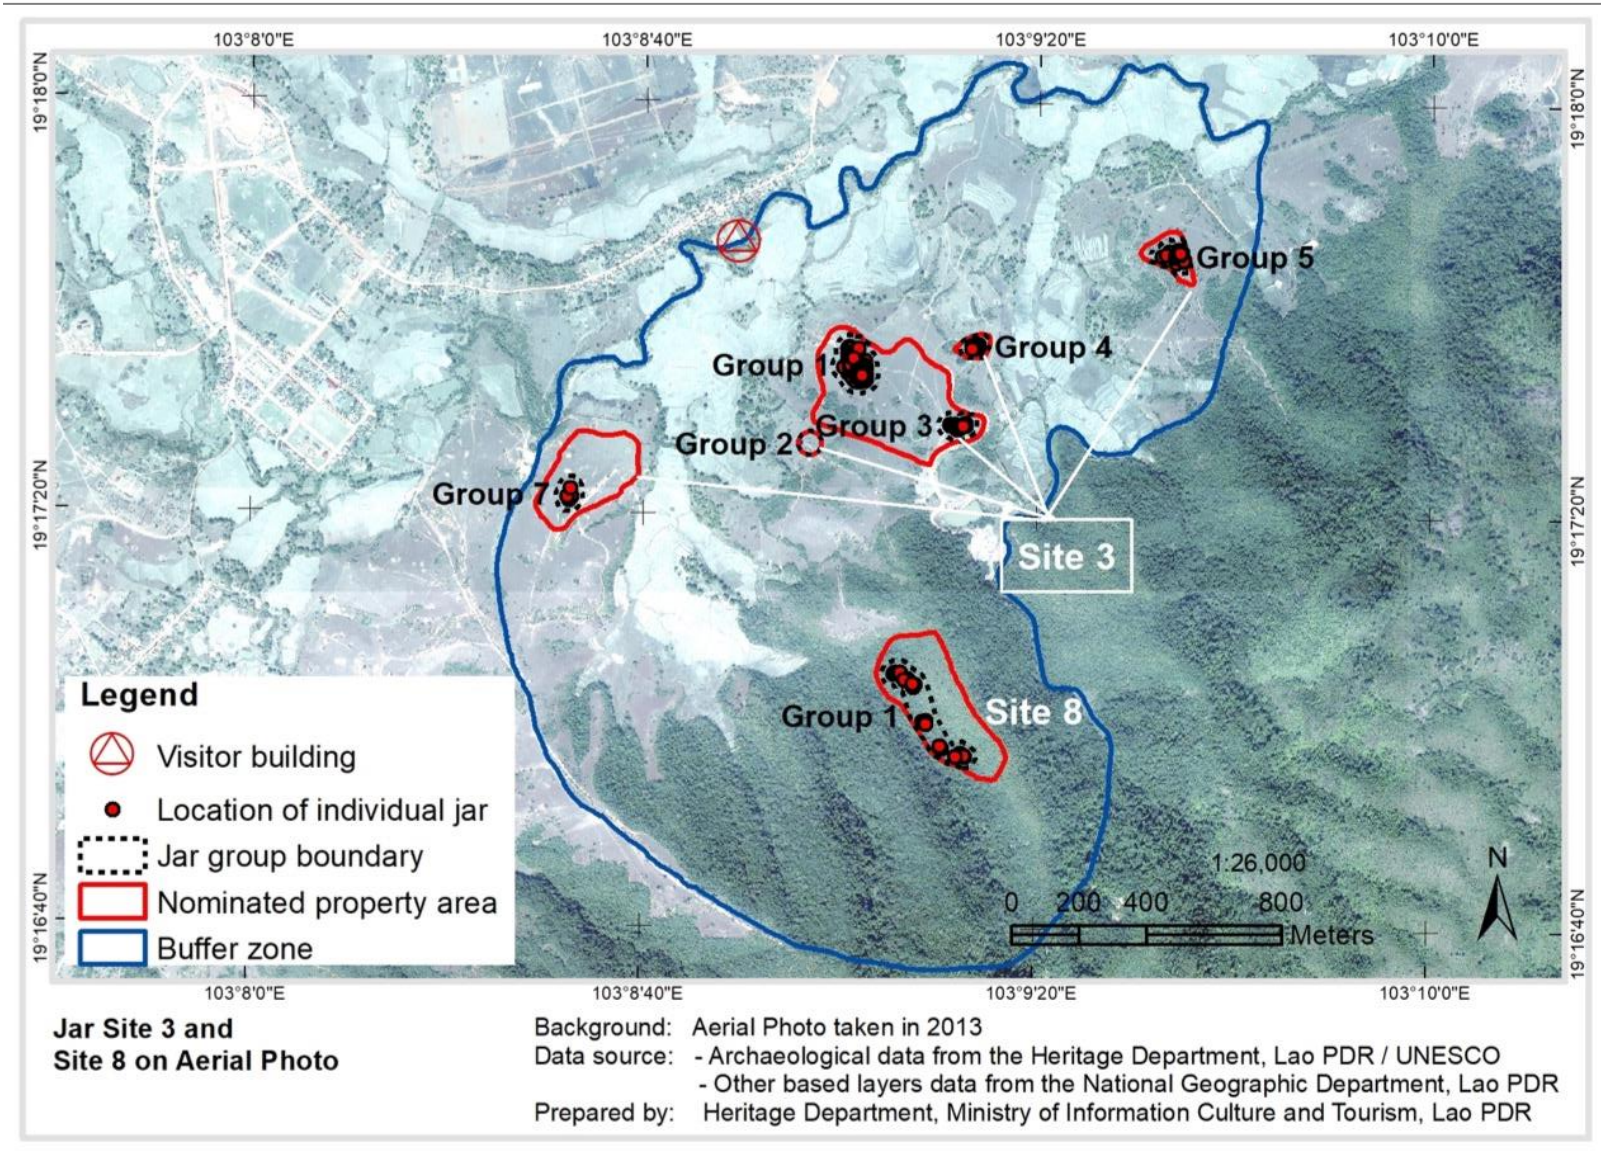 103°8'0"E 103°8'40"E 103°9'20"E 103°10'0"E
19°18'0"N
19°18'0"N
Group 5
Group 1
Group 4
Group 3
Group 2
Group 7
19°17'20"N
19°17'20"N
Site 3
Group 1
Site 8
Legend
Visitor building
Location of individual jar
Jar group boundary
Nominated property area
Buffer zone
1:26,000
N
0 200 400 800
Meters
19°16'40"N
19°16'40"N
103°8'0"E 103°8'40"E 103°9'20"E 103°10'0"E
Jar Site 3 and
Site 8 on Aerial Photo
Background: Aerial Photo taken in 2013
Data source: - Archaeological data from the Heritage Department, Lao PDR / UNESCO
- Other based layers data from the National Geographic Department, Lao PDR
Prepared by: Heritage Department, Ministry of Information Culture and Tourism, Lao PDR